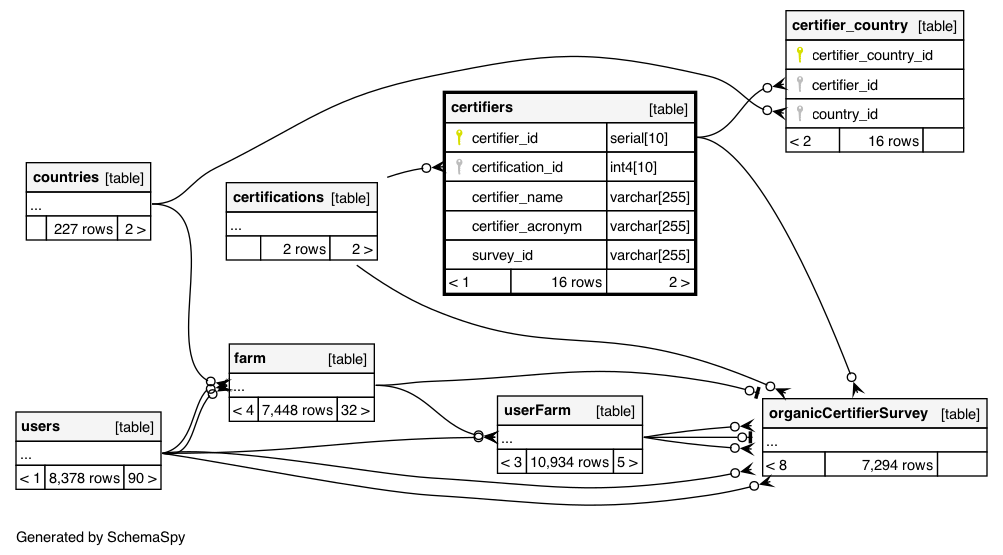 certifier_country [table]
certifier_country_id
certifier_id
country_id
< 2 16 rows
certifiers [table]
certifier_id serial[10]
certification_id int4[10]
certifier_name varchar[255]
certifier_acronym varchar[255]
survey_id varchar[255]
< 1 16 rows 2 >
countries [table]
...
227 rows 2 >
certifications [table]
...
2 rows 2 >
farm [table]
...
< 4 7,448 rows 32 >
users [table]
...
< 1 8,378 rows 90 >
userFarm [table]
...
< 3 10,934 rows 5 >
organicCertifierSurvey [table]
...
< 8 7,294 rows
Generated by SchemaSpy